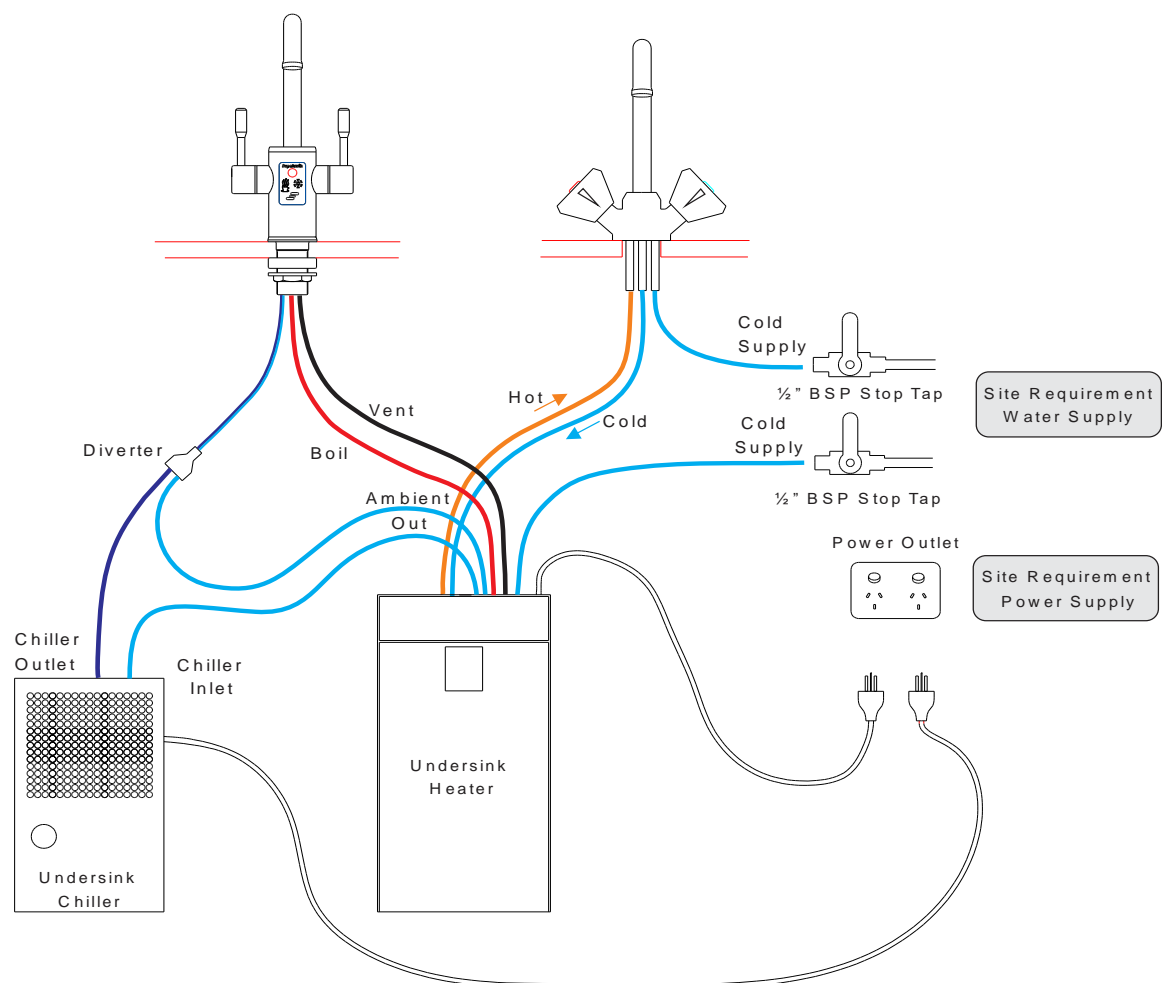 Cold
Supply
½" BSP Stop Tap
Site Requirement
Water Supply
Hot
Vent
Cold
Cold
Supply
Diverter
Boil
½" BSP Stop Tap
Ambient
Out
Power Outlet
Site Requirement
Power Supply
Chiller
Outlet
Chiller
Inlet
Undersink
Heater
Undersink
Chiller